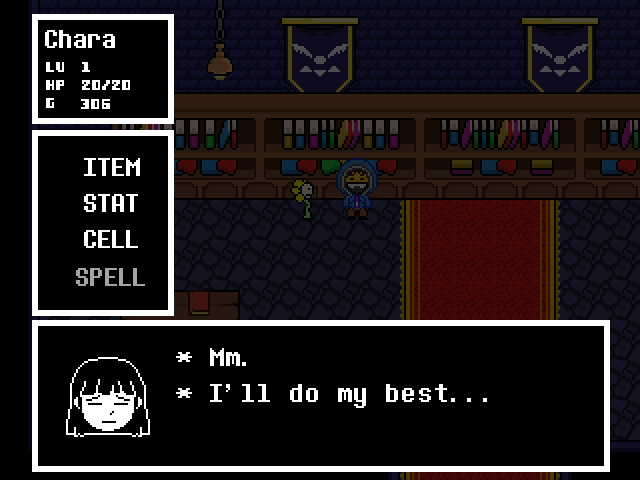 Chara
LV 1
HP 20/20
G 306
ITEM
STAT
CELL
SPELL
* Mm.
* I'll do my best...